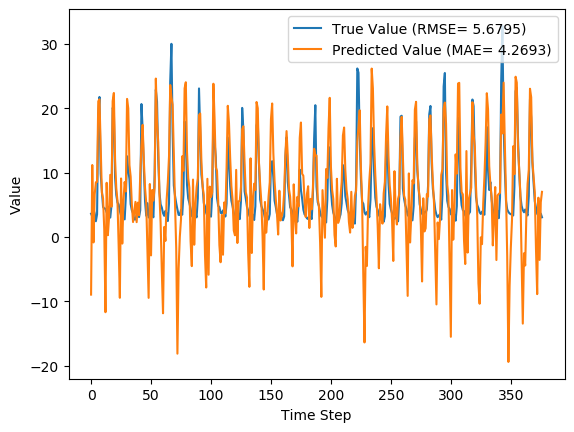 True Value (RMSE= 5.6795)
Predicted Value (MAE= 4.2693)
30
20
10
0
−10
−20
Value
0 50 100 150 200 250 300 350
Time Step